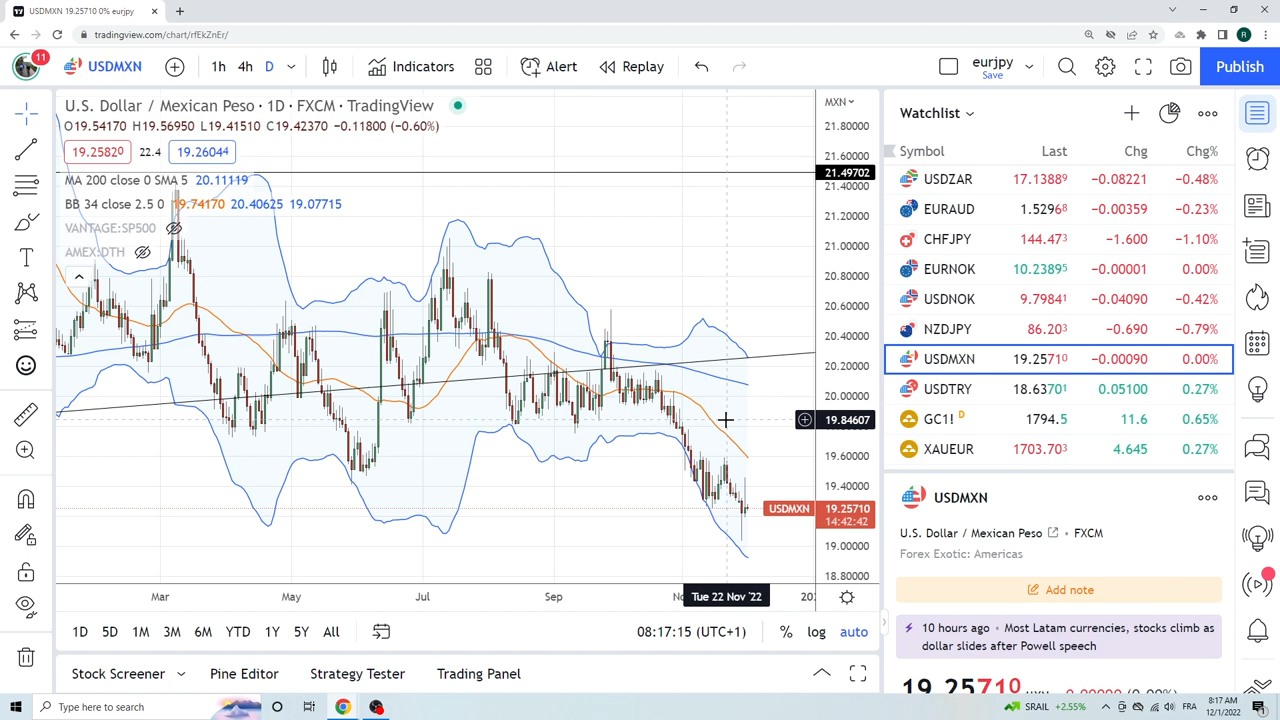 USDMXN 19.25710 0% eurjpy
tradingview.com/chart/rfEkZnEr/
R
11
USDMXN
1h 4h D
Indicators
Alert
Replay
eurjpy
Save
Publish
U.S. Dollar / Mexican Peso · 1D · FXCM · TradingView
O19.54170 H19.56950 L19.41510 C19.42370 −0.11800 (−0.60%)
19.25820 22.4 19.26044
MA 200 close 0 SMA 5 20.11119
BB 34 close 2.5 0 19.74170 20.40625 19.07715
VANTAGE:SP500
AMEX:DTH
MXN
21.80000
21.60000
21.49702
21.40000
21.20000
21.00000
20.80000
20.60000
20.40000
20.20000
20.00000
19.84607
19.60000
19.40000
USDMXN 19.25710
14:42:42
19.00000
18.80000
Mar May Jul Sep Tue 22 Nov '22
1D 5D 1M 3M 6M YTD 1Y 5Y All
08:17:15 (UTC+1) % log auto
Stock Screener Pine Editor Strategy Tester Trading Panel
Watchlist
Symbol Last Chg Chg%
USDZAR 17.13889 −0.08221 −0.48%
EURAUD 1.52968 −0.00359 −0.23%
CHFJPY 144.473 −1.600 −1.10%
EURNOK 10.23895 −0.00001 0.00%
USDNOK 9.79841 −0.04090 −0.42%
NZDJPY 86.203 −0.690 −0.79%
USDMXN 19.25710 −0.00090 0.00%
USDTRY 18.63701 0.05100 0.27%
GC1! D 1794.5 11.6 0.65%
XAUEUR 1703.703 4.645 0.27%
USDMXN
U.S. Dollar / Mexican Peso • FXCM
Forex Exotic: Americas
Add note
10 hours ago • Most Latam currencies, stocks climb as
dollar slides after Powell speech
19.25710
Type here to search
SRAIL +2.55%
FRA
8:17 AM
12/1/2022